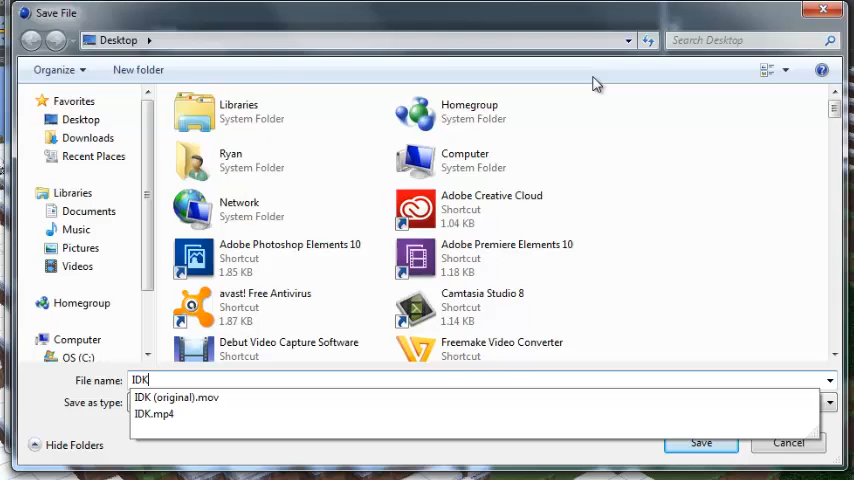 Save File
Desktop
Search Desktop
Organize
New folder
Favorites
Desktop
Downloads
Recent Places
Libraries
Documents
Music
Pictures
Videos
Homegroup
Computer
OS (C:)
Libraries
System Folder
Homegroup
System Folder
Ryan
System Folder
Computer
System Folder
Network
System Folder
Adobe Creative Cloud
Shortcut
1.04 KB
Adobe Photoshop Elements 10
Shortcut
1.85 KB
Adobe Premiere Elements 10
Shortcut
1.18 KB
avast! Free Antivirus
Shortcut
1.87 KB
Camtasia Studio 8
Shortcut
1.14 KB
Debut Video Capture Software
Shortcut
Freemake Video Converter
Shortcut
File name: IDK
Save as type:
IDK (original).mov
IDK.mp4
Hide Folders
Save
Cancel